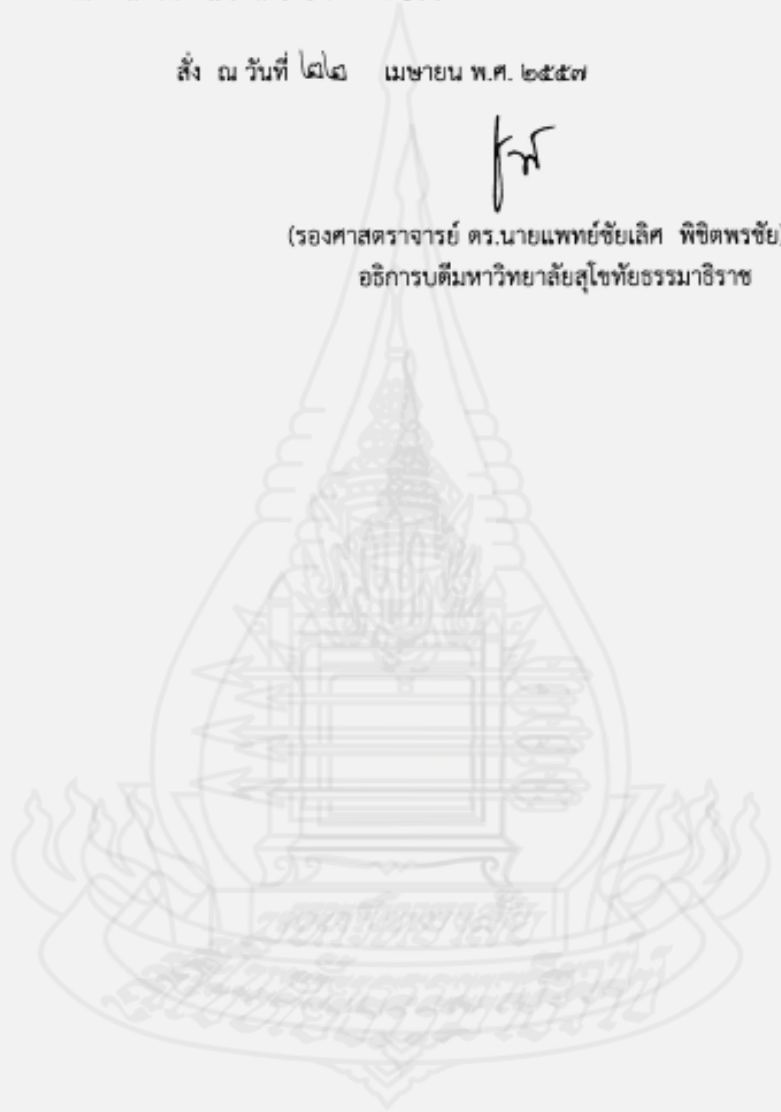 สั่ง ณ วันที่ ๒๒ เมษายน พ.ศ. ๒๕๕๗
(รองศาสตราจารย์ ดร.นายแพทย์ชัยเลิศ พิชิตพรชัย)
อธิการบดีมหาวิทยาลัยสุโขทัยธรรมาธิราช